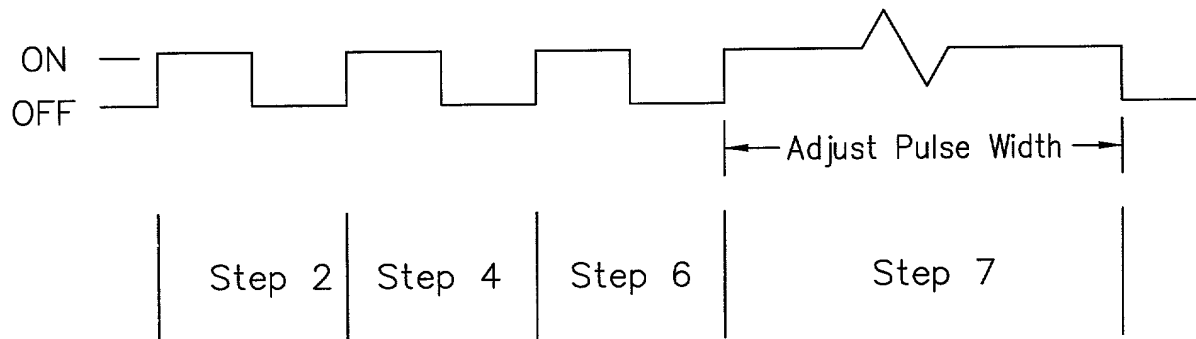 ON
OFF
Adjust Pulse Width
Step 2
Step 4
Step 6
Step 7